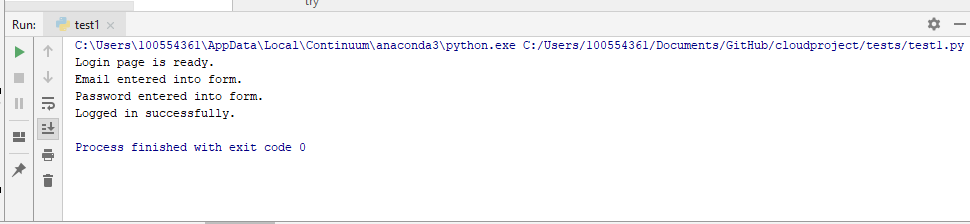 try
Run: test1
C:\Users\100554361\AppData\Local\Continuum\anaconda3\python.exe C:/Users/100554361/Documents/GitHub/cloudproject/tests/test1.py
Login page is ready.
Email entered into form.
Password entered into form.
Logged in successfully.
Process finished with exit code 0